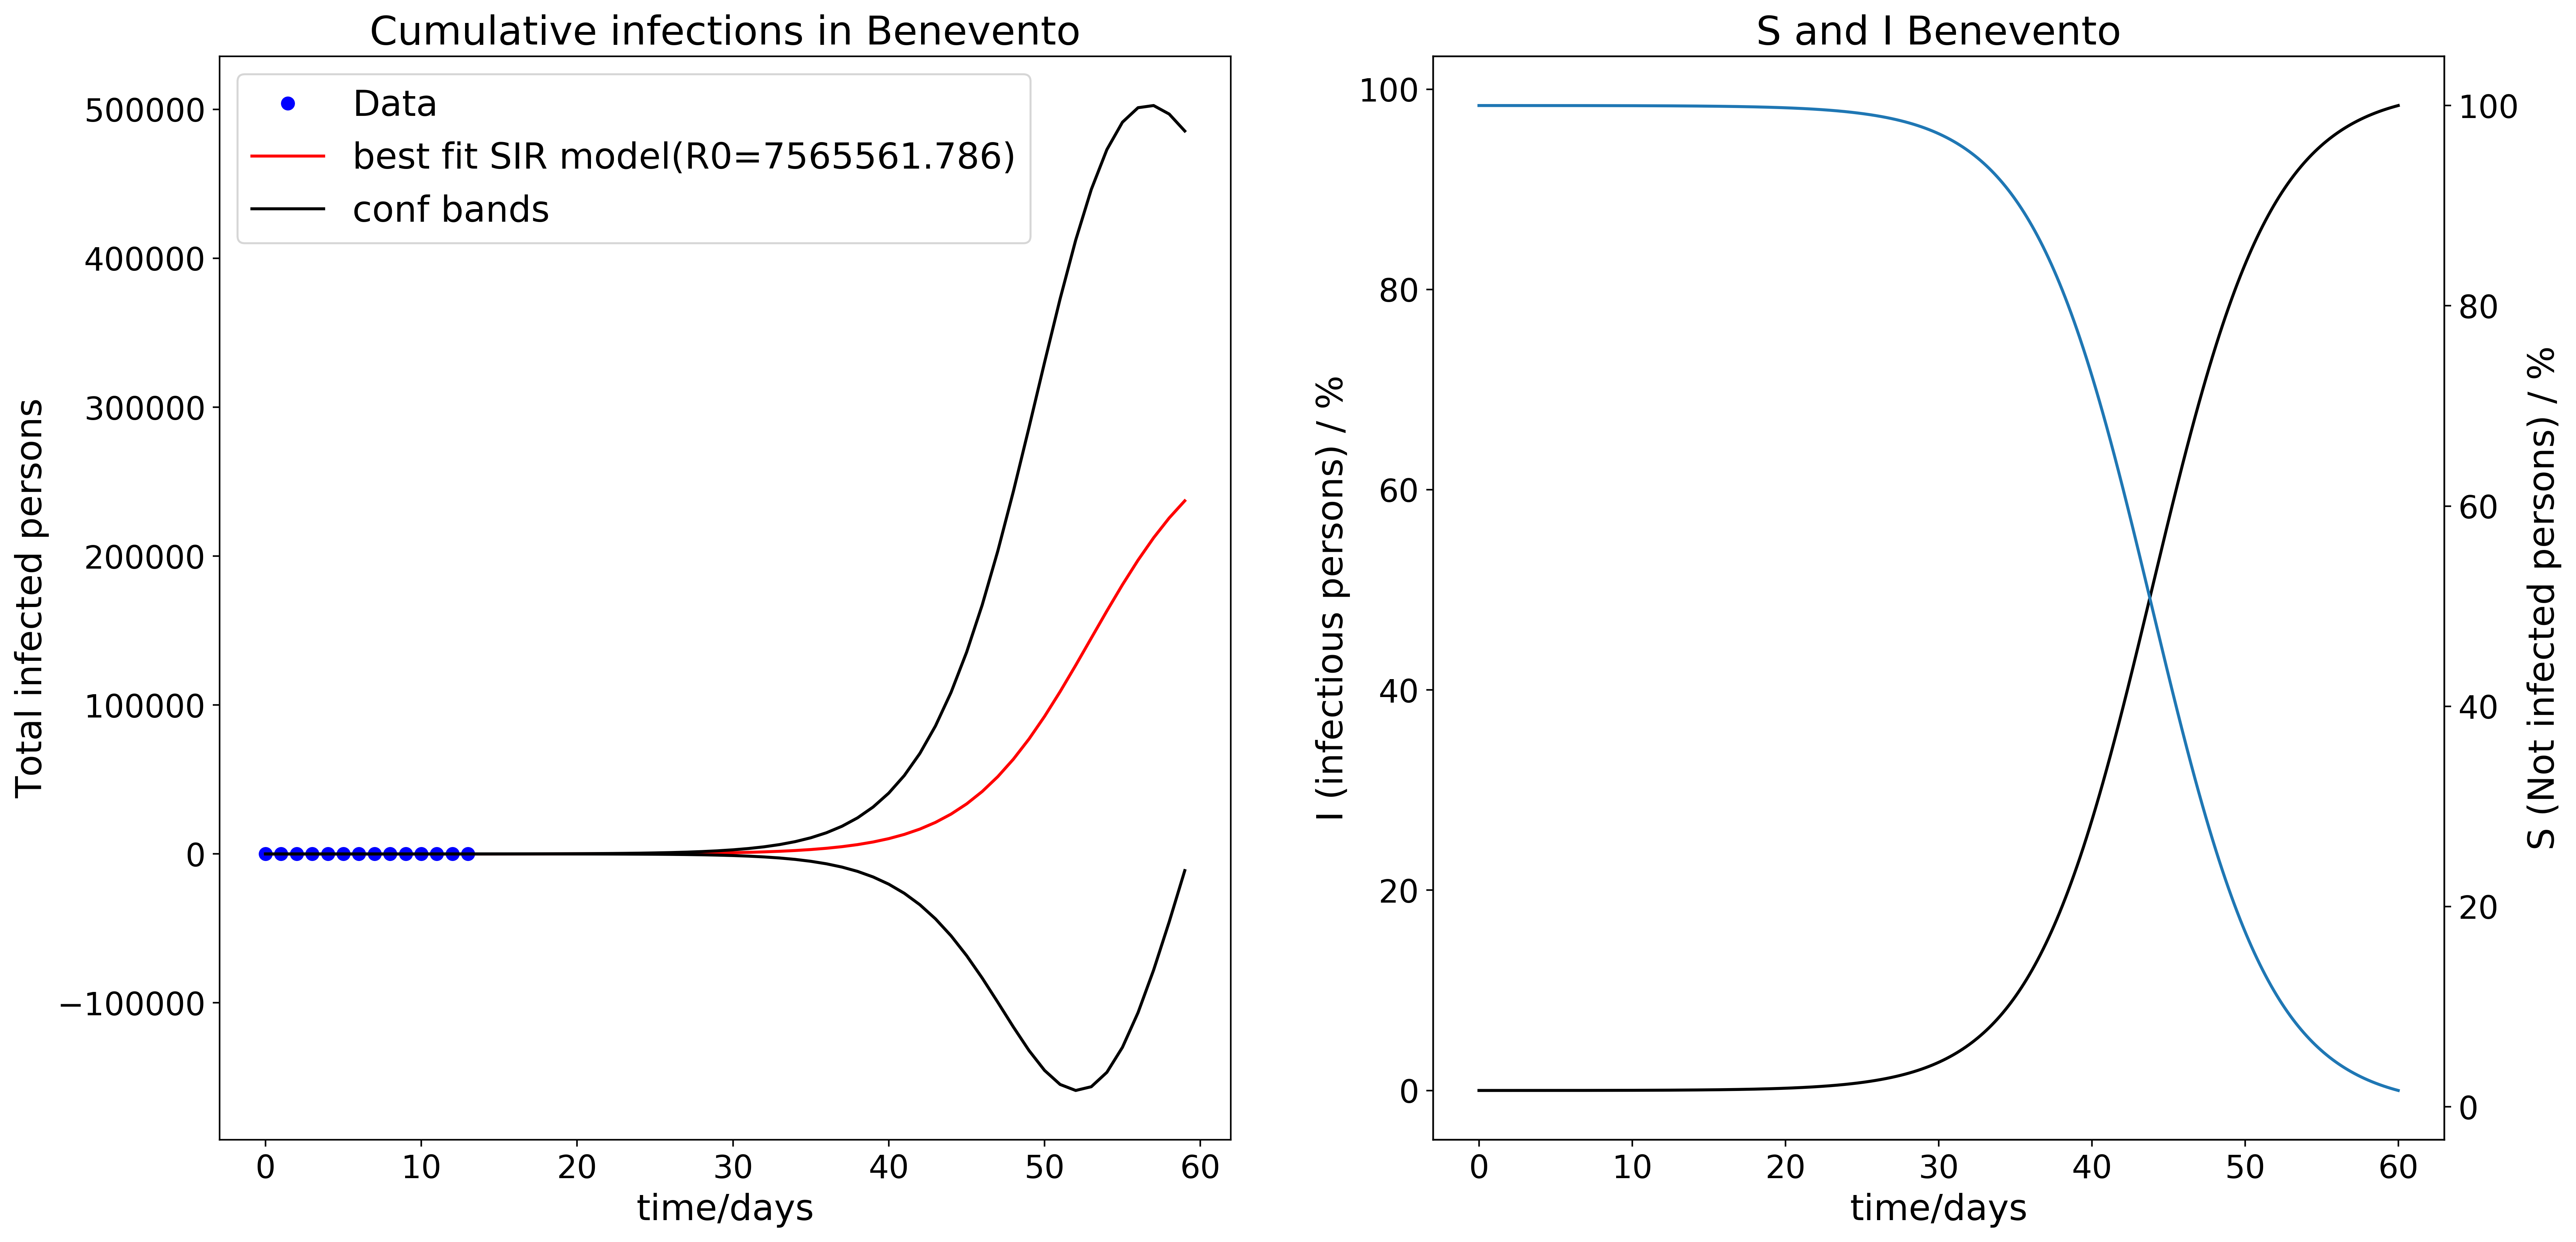 Cumulative infections in Benevento
Data
best fit SIR model(R0=7565561.786)
conf bands
500000
400000
300000
200000
100000
0
−100000
Total infected persons
0 10 20 30 40 50 60
time/days
S and I Benevento
100
80
60
40
20
0
I (infectious persons) / %
0 10 20 30 40 50 60
time/days
100
80
60
40
20
0
S (Not infected persons) / %